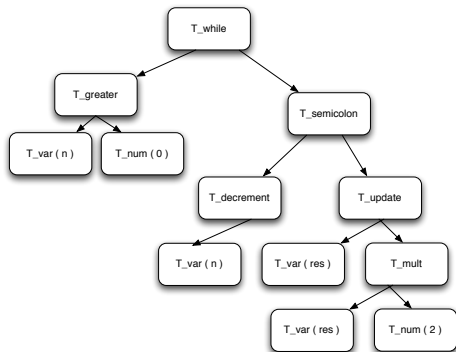 T_while
T_greater
T_semicolon
T_var ( n )
T_num ( 0 )
T_decrement
T_update
T_var ( n )
T_var ( res )
T_mult
T_var ( res )
T_num ( 2 )